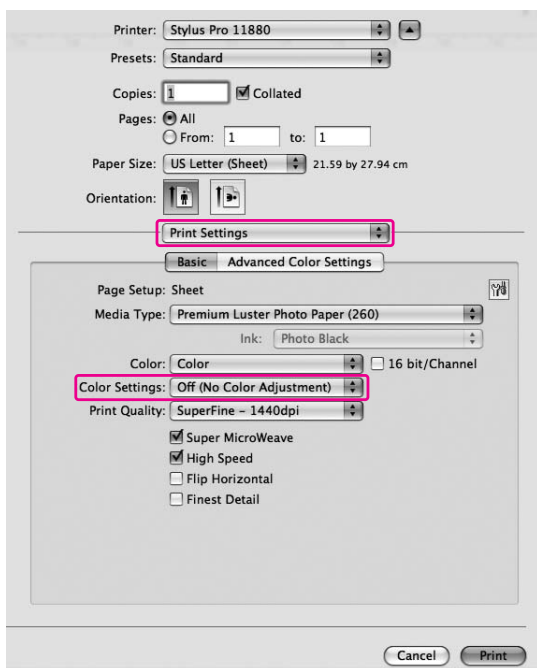 Printer: Stylus Pro 11880
Presets: Standard
Copies: 1 Collated
Pages: All
From: 1 to: 1
Paper Size: US Letter (Sheet) 21.59 by 27.94 cm
Orientation:
Print Settings
Basic Advanced Color Settings
Page Setup: Sheet
Media Type: Premium Luster Photo Paper (260)
Ink: Photo Black
Color: Color 16 bit/Channel
Color Settings: Off (No Color Adjustment)
Print Quality: SuperFine – 1440dpi
Super MicroWeave
High Speed
Flip Horizontal
Finest Detail
Cancel Print